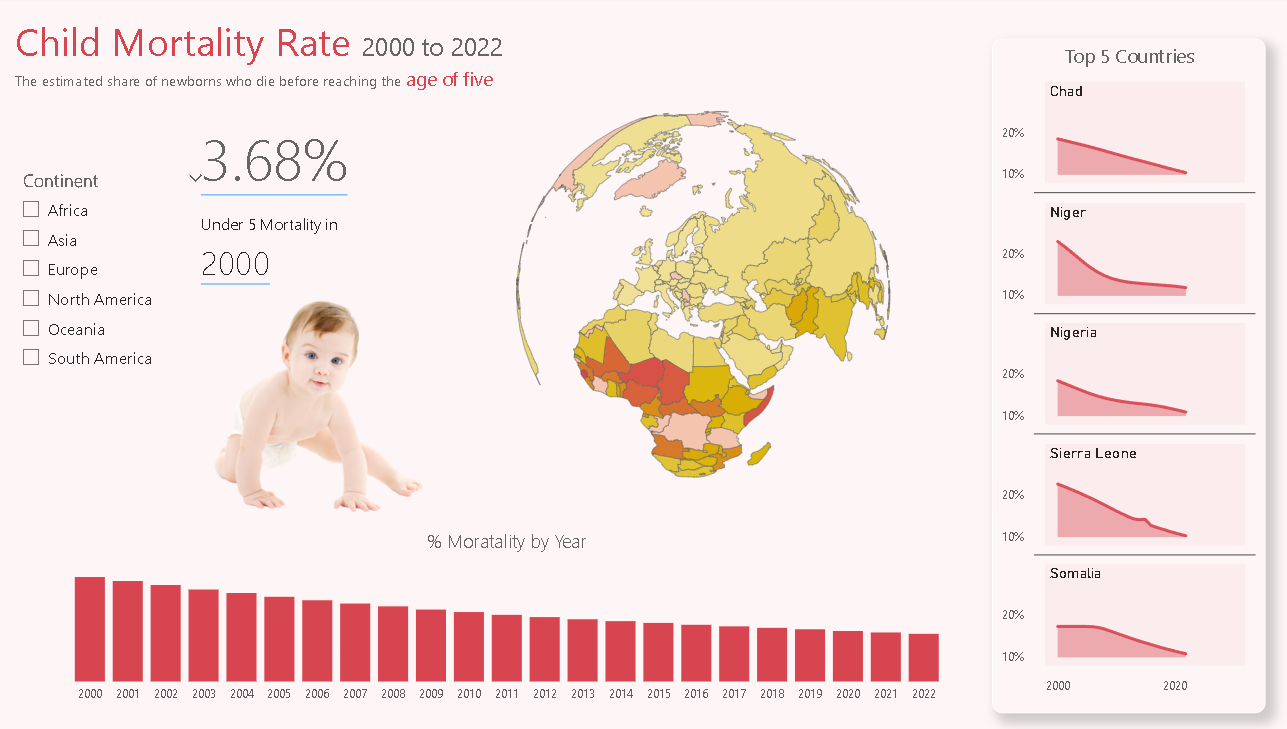 Child Mortality Rate 2000 to 2022
The estimated share of newborns who die before reaching the age of five
3.68%
Under 5 Mortality in
2000
Continent
Africa
Asia
Europe
North America
Oceania
South America
% Moratality by Year
2000 2001 2002 2003 2004 2005 2006 2007 2008 2009 2010 2011 2012 2013 2014 2015 2016 2017 2018 2019 2020 2021 2022
Top 5 Countries
Chad
20%
10%
Niger
20%
10%
Nigeria
20%
10%
Sierra Leone
20%
10%
Somalia
20%
10%
2000 2020